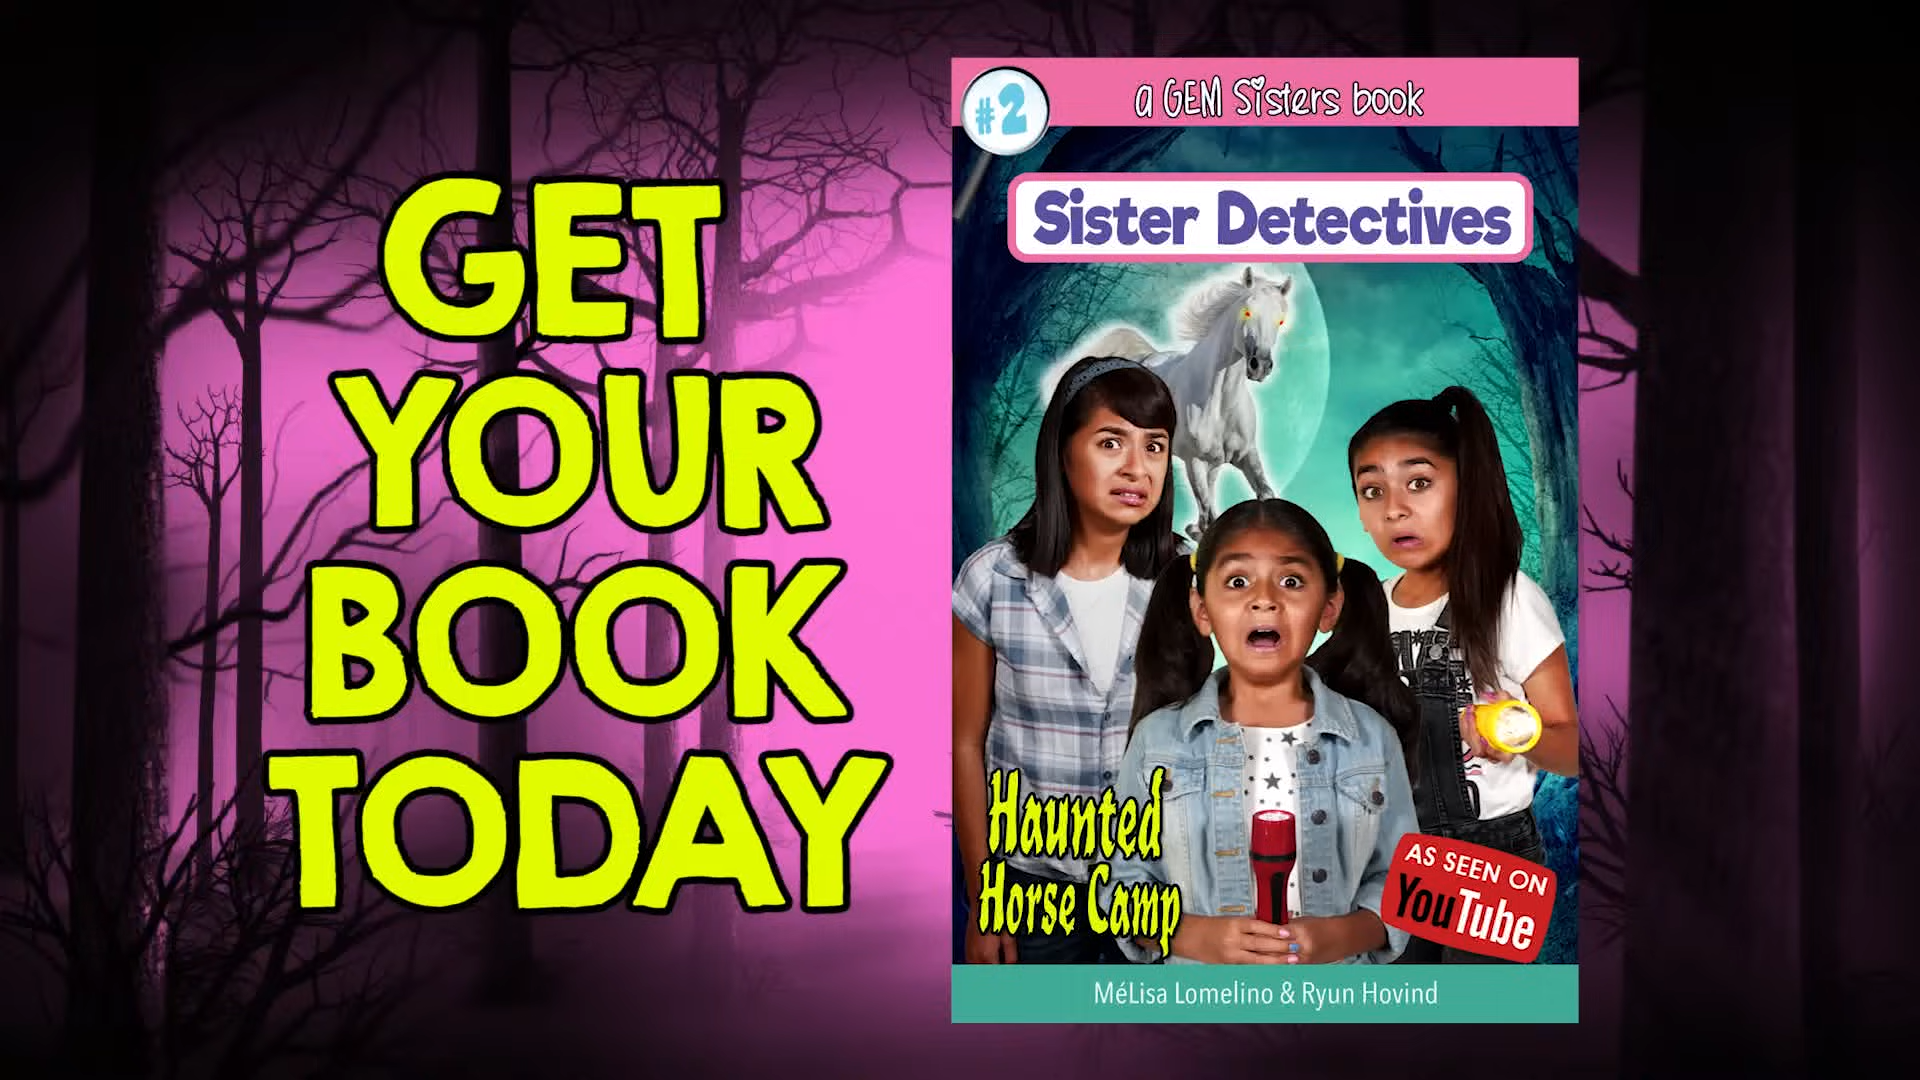 GET
YOUR
BOOK
TODAY
#2
a GEM Sisters book
Sister Detectives
Haunted
Horse Camp
AS SEEN ON
YouTube
MéLisa Lomelino & Ryun Hovind